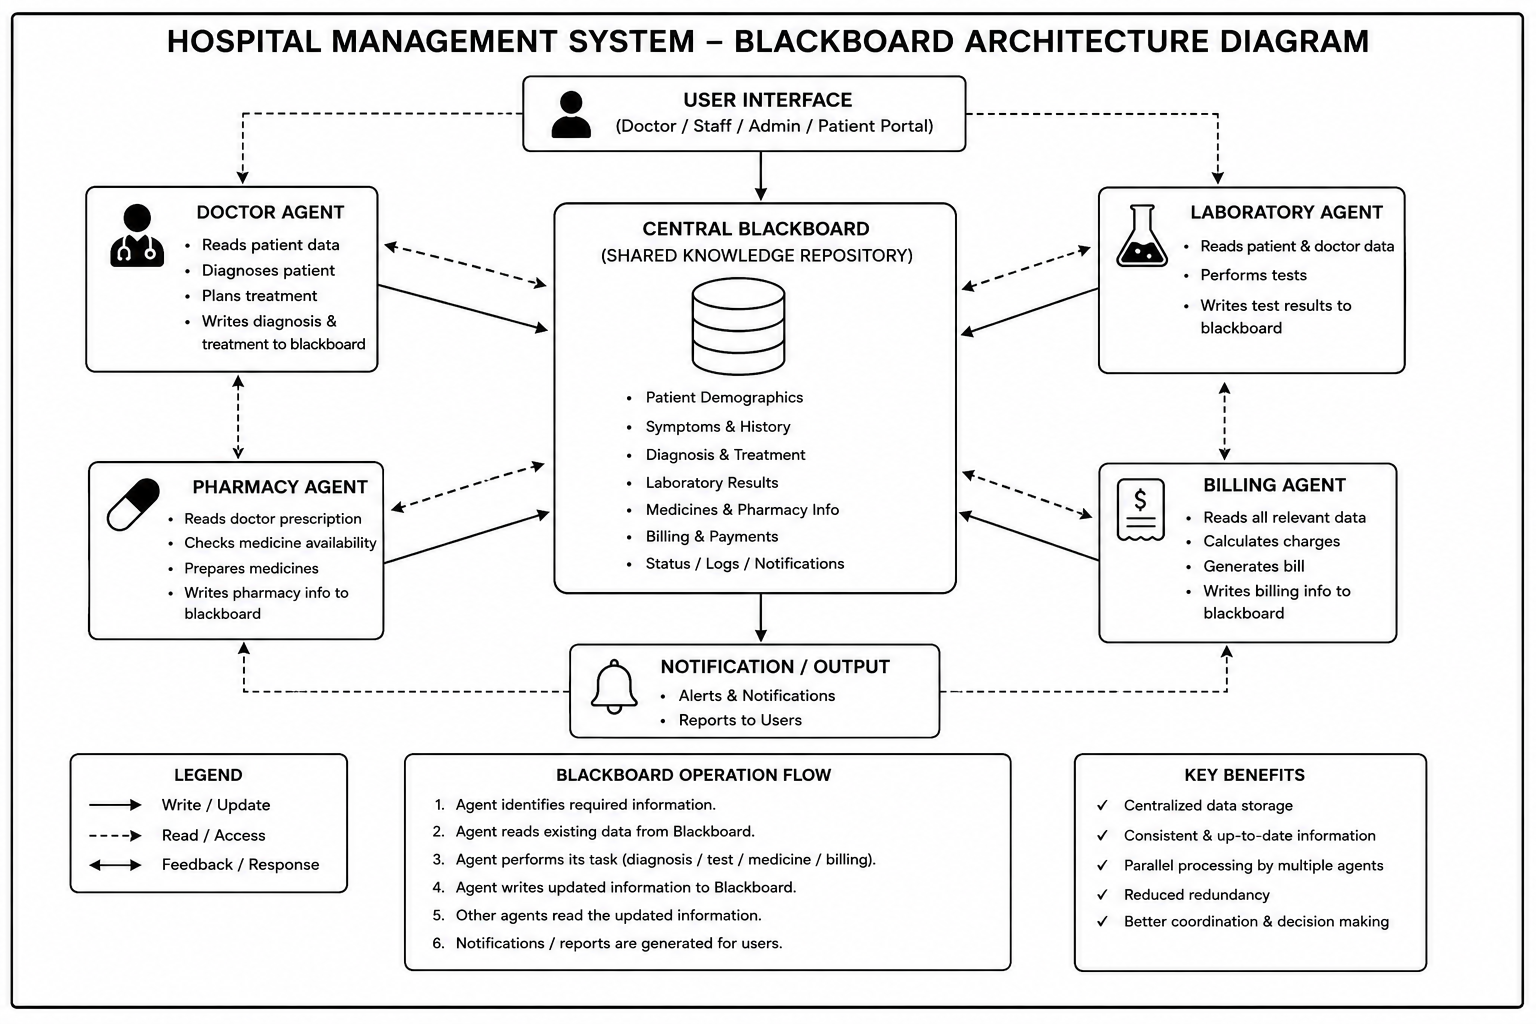 HOSPITAL MANAGEMENT SYSTEM – BLACKBOARD ARCHITECTURE DIAGRAM
USER INTERFACE
(Doctor / Staff / Admin / Patient Portal)
DOCTOR AGENT
• Reads patient data
• Diagnoses patient
• Plans treatment
• Writes diagnosis &
treatment to blackboard
CENTRAL BLACKBOARD
(SHARED KNOWLEDGE REPOSITORY)
• Patient Demographics
• Symptoms & History
• Diagnosis & Treatment
• Laboratory Results
• Medicines & Pharmacy Info
• Billing & Payments
• Status / Logs / Notifications
LABORATORY AGENT
• Reads patient & doctor data
• Performs tests
• Writes test results to
blackboard
PHARMACY AGENT
• Reads doctor prescription
• Checks medicine availability
• Prepares medicines
• Writes pharmacy info to
blackboard
$
BILLING AGENT
• Reads all relevant data
• Calculates charges
• Generates bill
• Writes billing info to
blackboard
NOTIFICATION / OUTPUT
• Alerts & Notifications
• Reports to Users
LEGEND
Write / Update
Read / Access
Feedback / Response
BLACKBOARD OPERATION FLOW
1. Agent identifies required information.
2. Agent reads existing data from Blackboard.
3. Agent performs its task (diagnosis / test / medicine / billing).
4. Agent writes updated information to Blackboard.
5. Other agents read the updated information.
6. Notifications / reports are generated for users.
KEY BENEFITS
✓ Centralized data storage
✓ Consistent & up-to-date information
✓ Parallel processing by multiple agents
✓ Reduced redundancy
✓ Better coordination & decision making